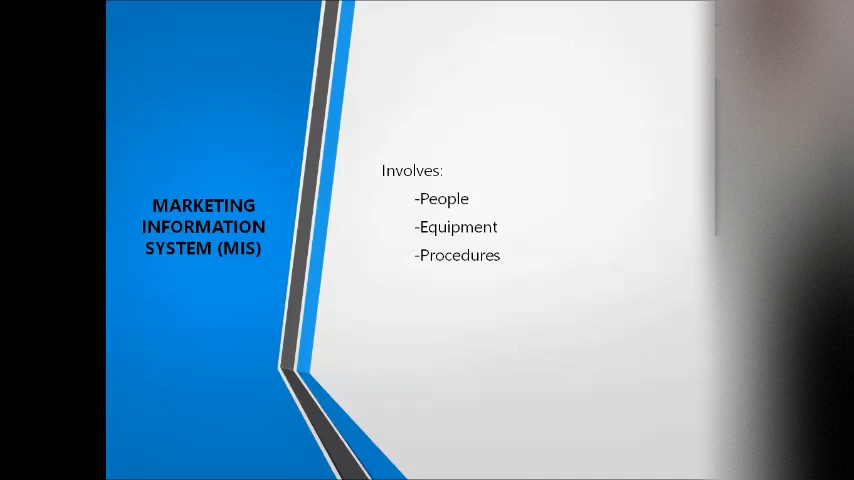 MARKETING
INFORMATION
SYSTEM (MIS)
Involves:
-People
-Equipment
-Procedures